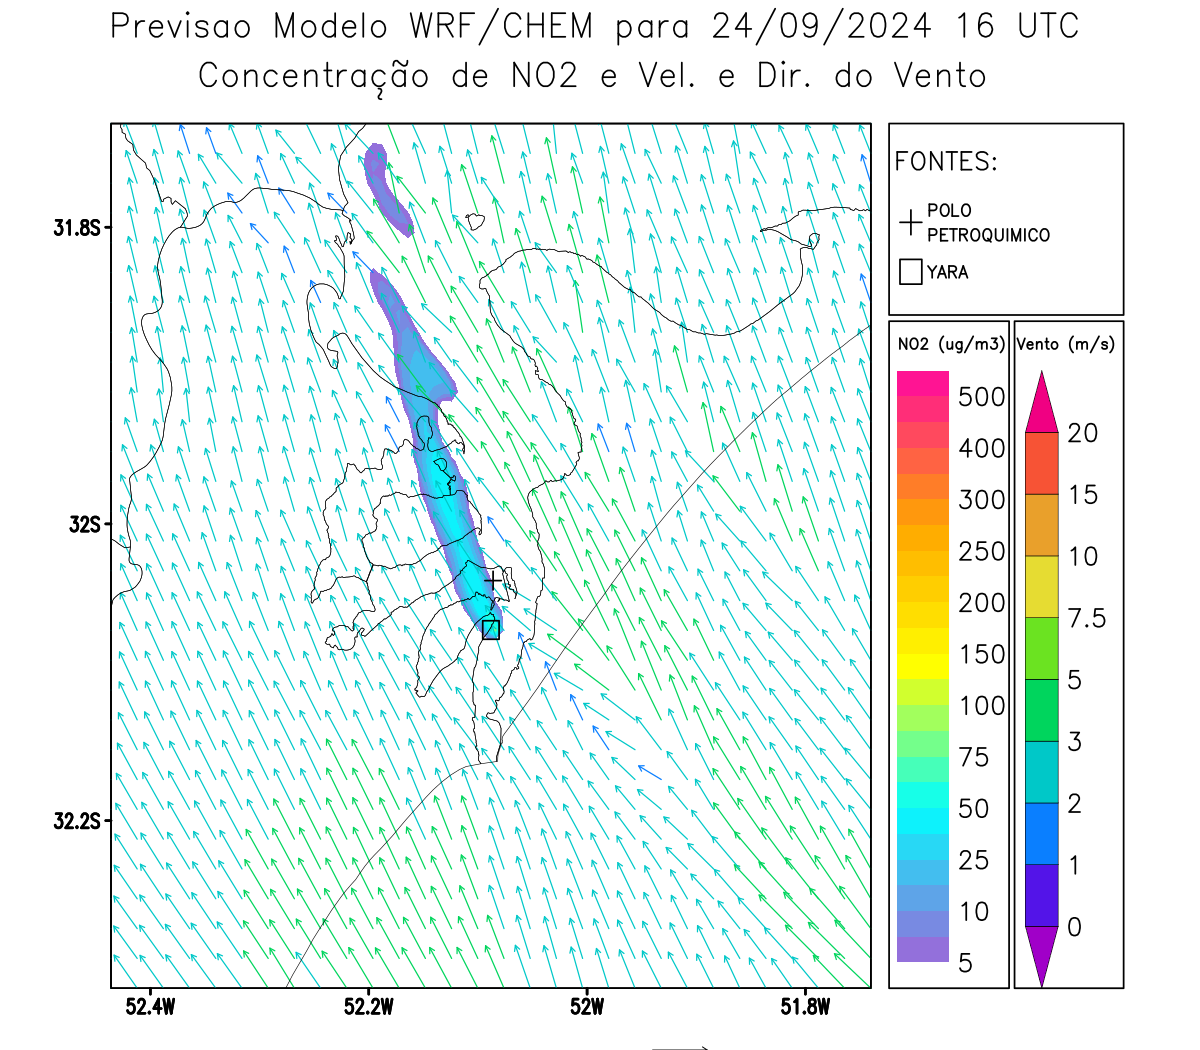 Previsao Modelo WRF/CHEM para 24/09/2024 16 UTC
Concentração de NO2 e Vel. e Dir. do Vento
FONTES:
POLO
PETROQUIMICO
YARA
31.8S
32S
32.2S
52.4W
52.2W
52W
51.8W
NO2 (ug/m3)
500
400
300
250
200
150
100
75
50
25
10
5
Vento (m/s)
20
15
10
7.5
5
3
2
1
0